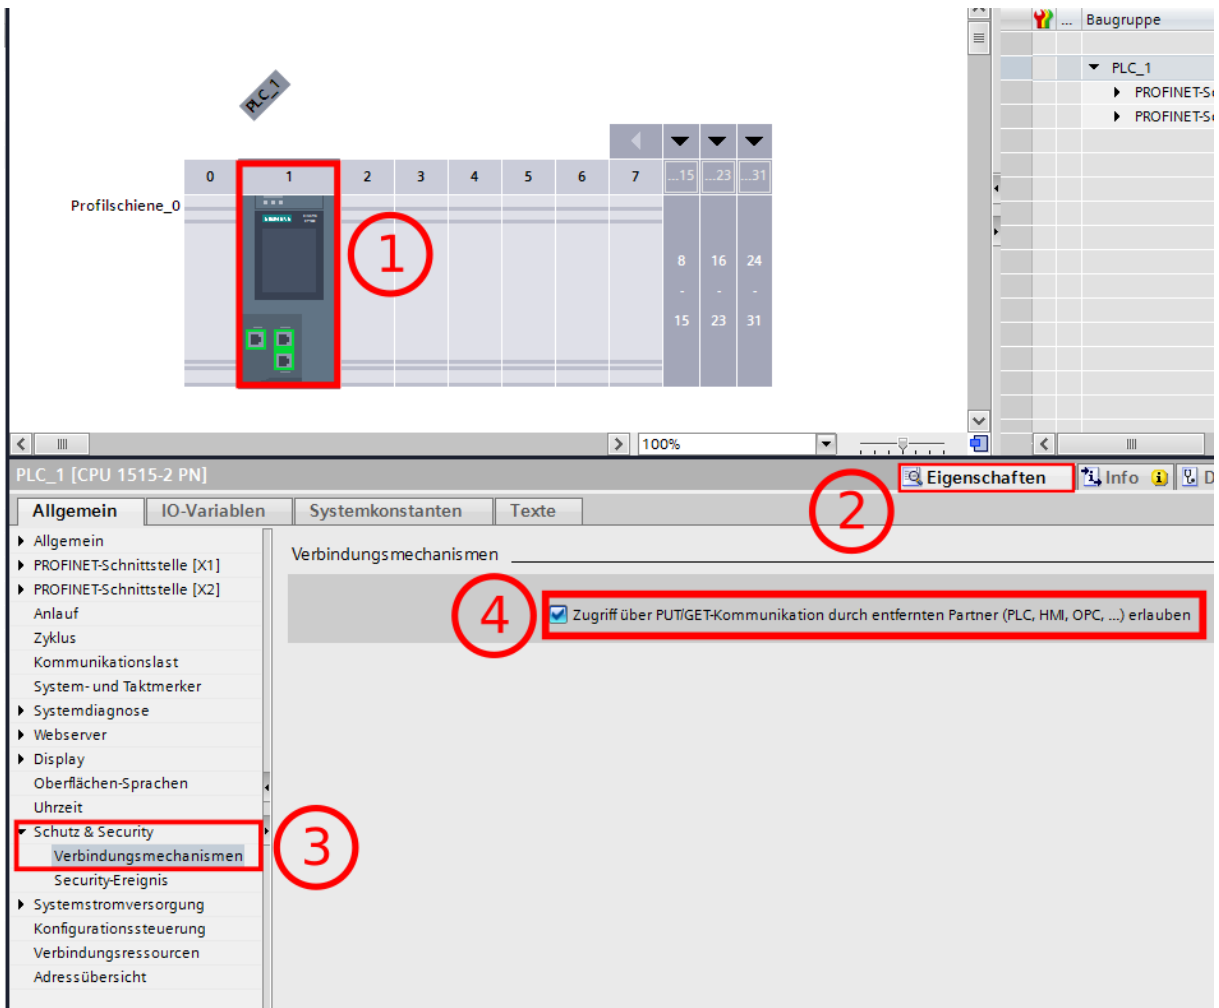 ... Baugruppe
PLC_1
PROFINET-S
PROFINET-S
PLC_1
0 1 2 3 4 5 6 7 ...15 ...23 ...31
Profilschiene_0
SIEMENS
1
8 16 24
- - -
15 23 31
100%
PLC_1 [CPU 1515-2 PN]
Eigenschaften
Info
D
2
Allgemein
IO-Variablen
Systemkonstanten
Texte
Allgemein
PROFINET-Schnittstelle [X1]
PROFINET-Schnittstelle [X2]
Anlauf
Zyklus
Kommunikationslast
System- und Taktmerker
Systemdiagnose
Webserver
Display
Oberflächen-Sprachen
Uhrzeit
Schutz & Security
Verbindungsmechanismen
Security-Ereignis
Systemstromversorgung
Konfigurationssteuerung
Verbindungsressourcen
Adressübersicht
3
Verbindungsmechanismen
4
Zugriff über PUT/GET-Kommunikation durch entfernten Partner (PLC, HMI, OPC, ...) erlauben